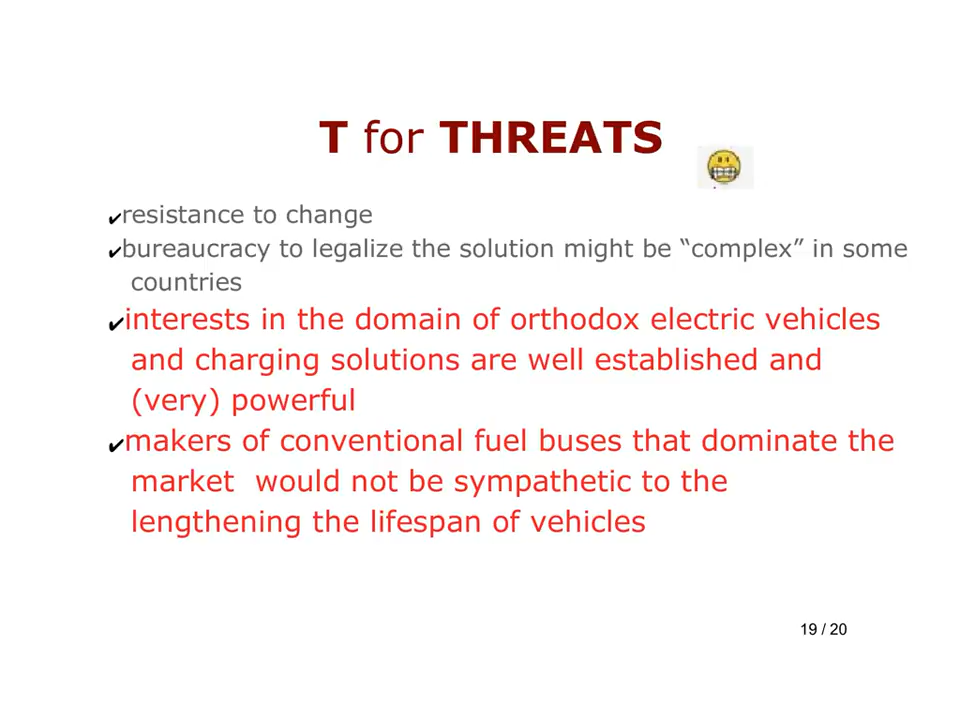 T for THREATS
✔resistance to change
✔bureaucracy to legalize the solution might be “complex” in some
countries
✔interests in the domain of orthodox electric vehicles
and charging solutions are well established and
(very) powerful
✔makers of conventional fuel buses that dominate the
market  would not be sympathetic to the
lengthening the lifespan of vehicles
19 / 20